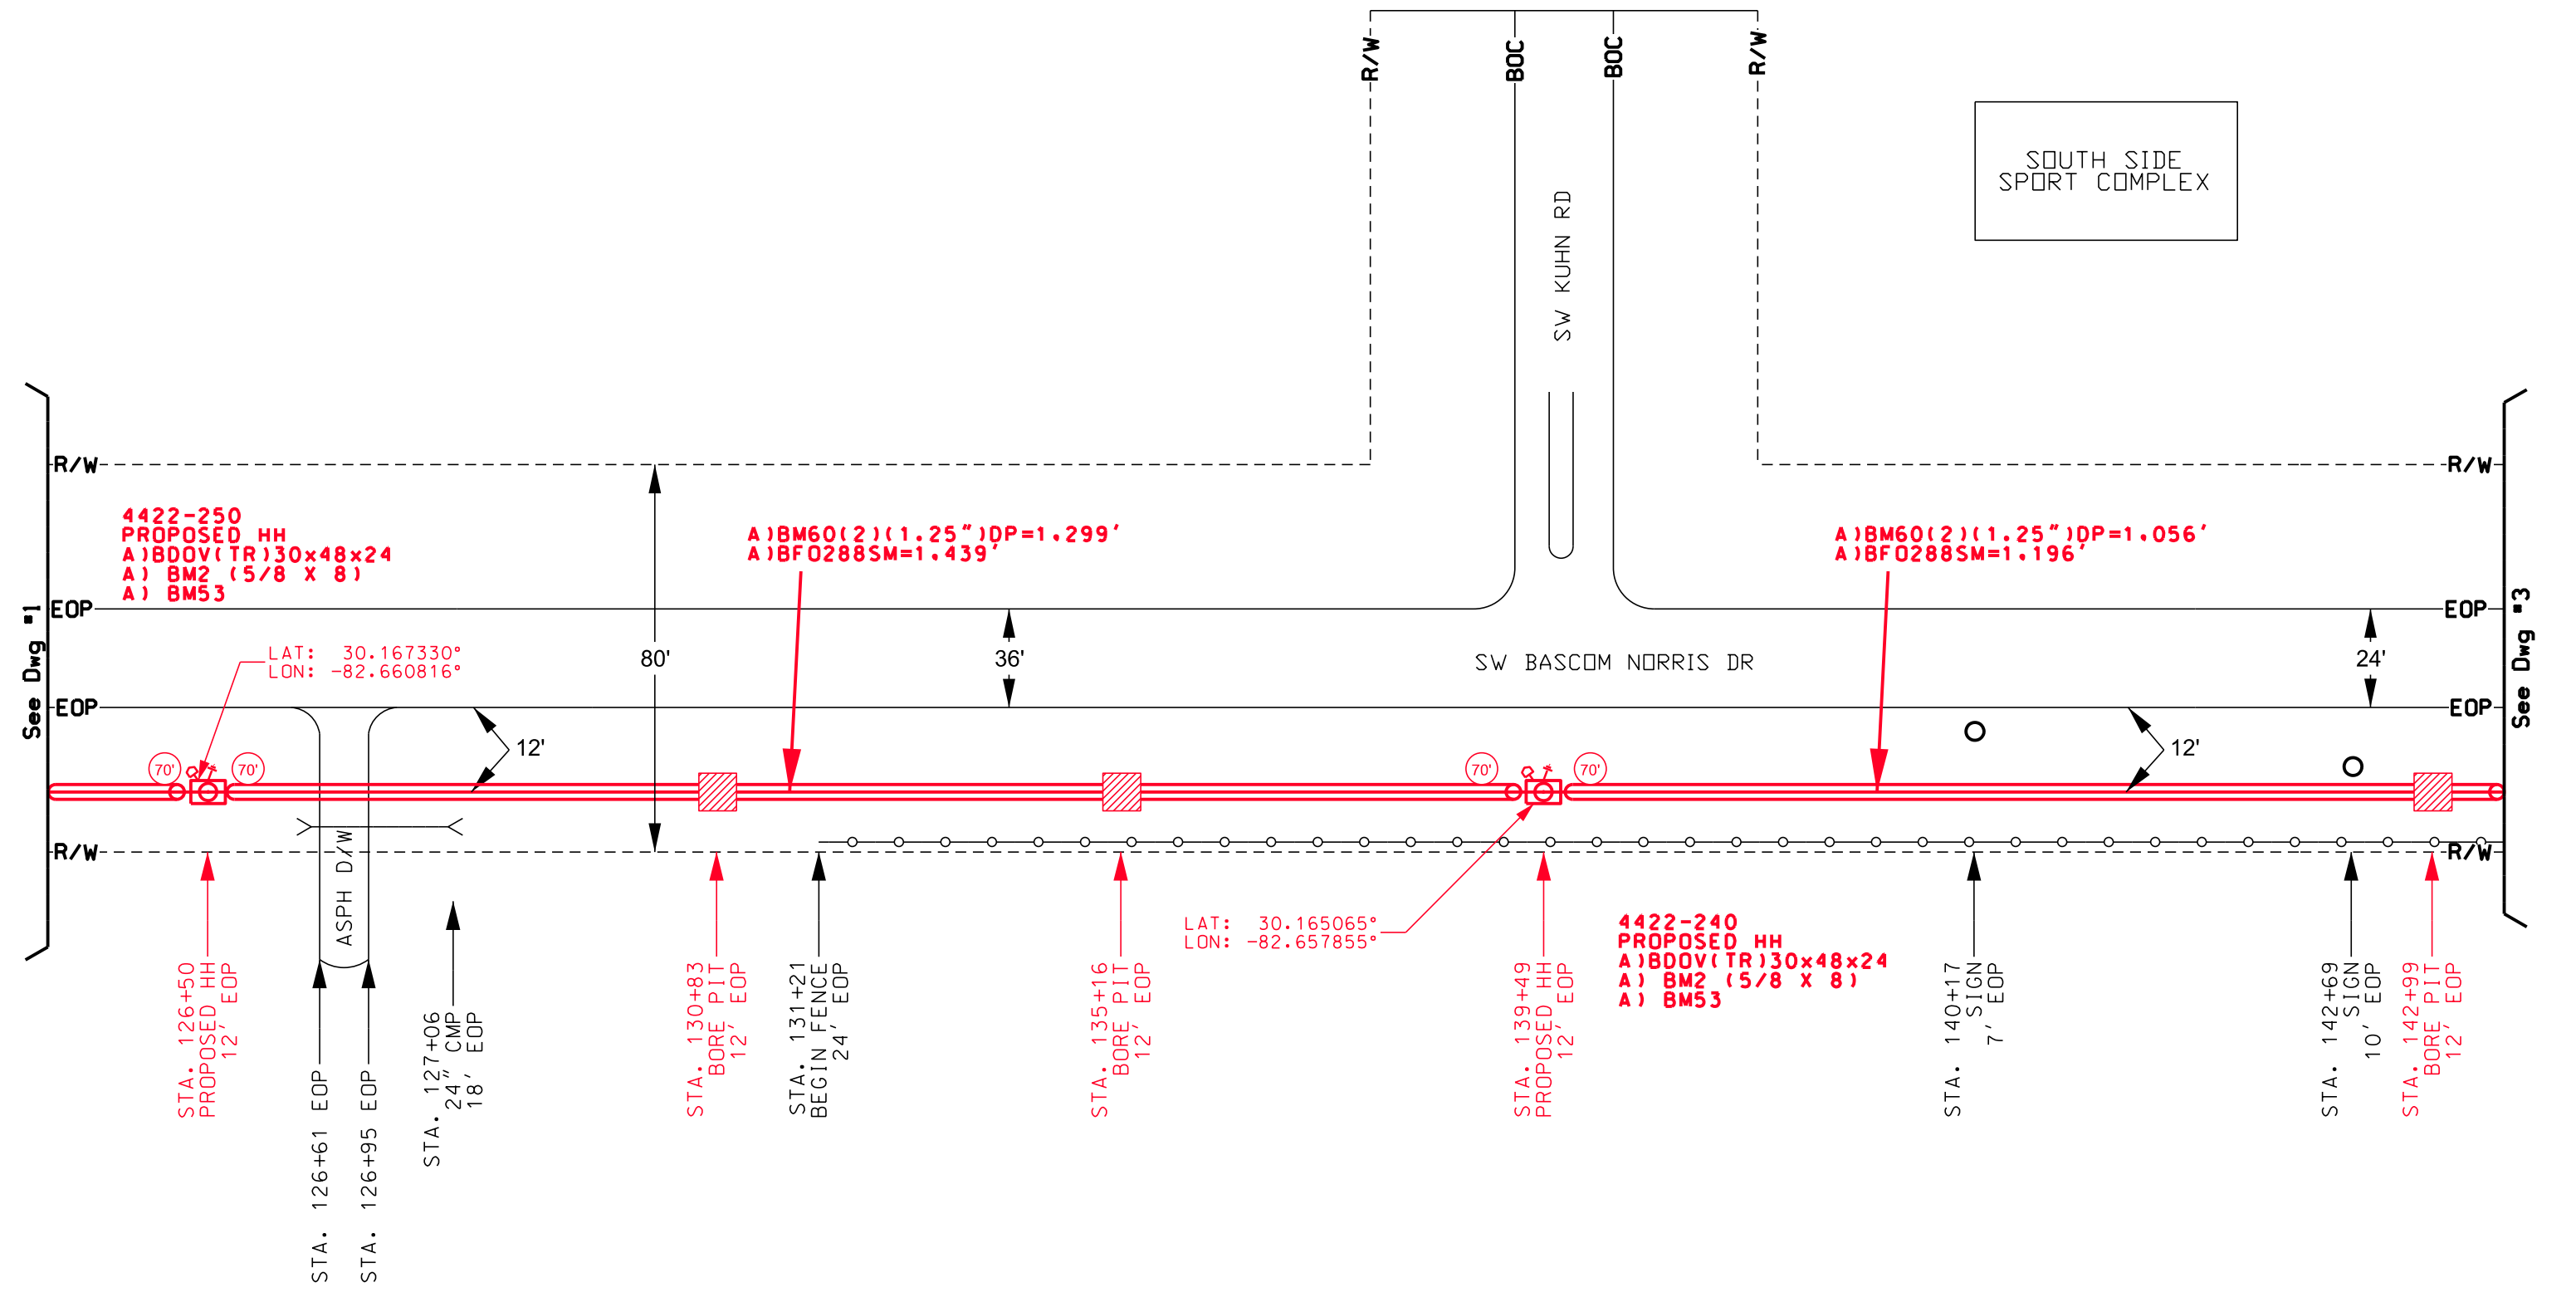 R/W
BOC
BOC
R/W
SOUTH SIDE
SPORT COMPLEX
SW KUHN RD
R/W
R/W
4422-250
PROPOSED HH
A)BDOV(TR)30x48x24
A) BM2 (5/8 X 8)
A) BM53
A)BM60(2)(1.25")DP=1,299'
A)BFO288SM=1,439'
A)BM60(2)(1.25")DP=1,056'
A)BFO288SM=1,196'
EOP
EOP
See Dwg #1
See Dwg #3
LAT: 30.167330°
LON: -82.660816°
80'
36'
SW BASCOM NORRIS DR
24'
EOP
EOP
12'
12'
70'
70'
70'
70'
R/W
R/W
ASPH D/W
LAT: 30.165065°
LON: -82.657855°
4422-240
PROPOSED HH
A)BDOV(TR)30x48x24
A) BM2 (5/8 X 8)
A) BM53
STA. 126+50
PROPOSED HH
12' EOP
STA. 126+61 EOP
STA. 126+95 EOP
STA. 127+06
24" CMP
18' EOP
STA. 130+83
BORE PIT
12' EOP
STA. 131+21
BEGIN FENCE
24' EOP
STA. 135+16
BORE PIT
12' EOP
STA. 139+49
PROPOSED HH
12' EOP
STA. 140+17
SIGN
7' EOP
STA. 142+69
SIGN
10' EOP
STA. 142+99
BORE PIT
12' EOP